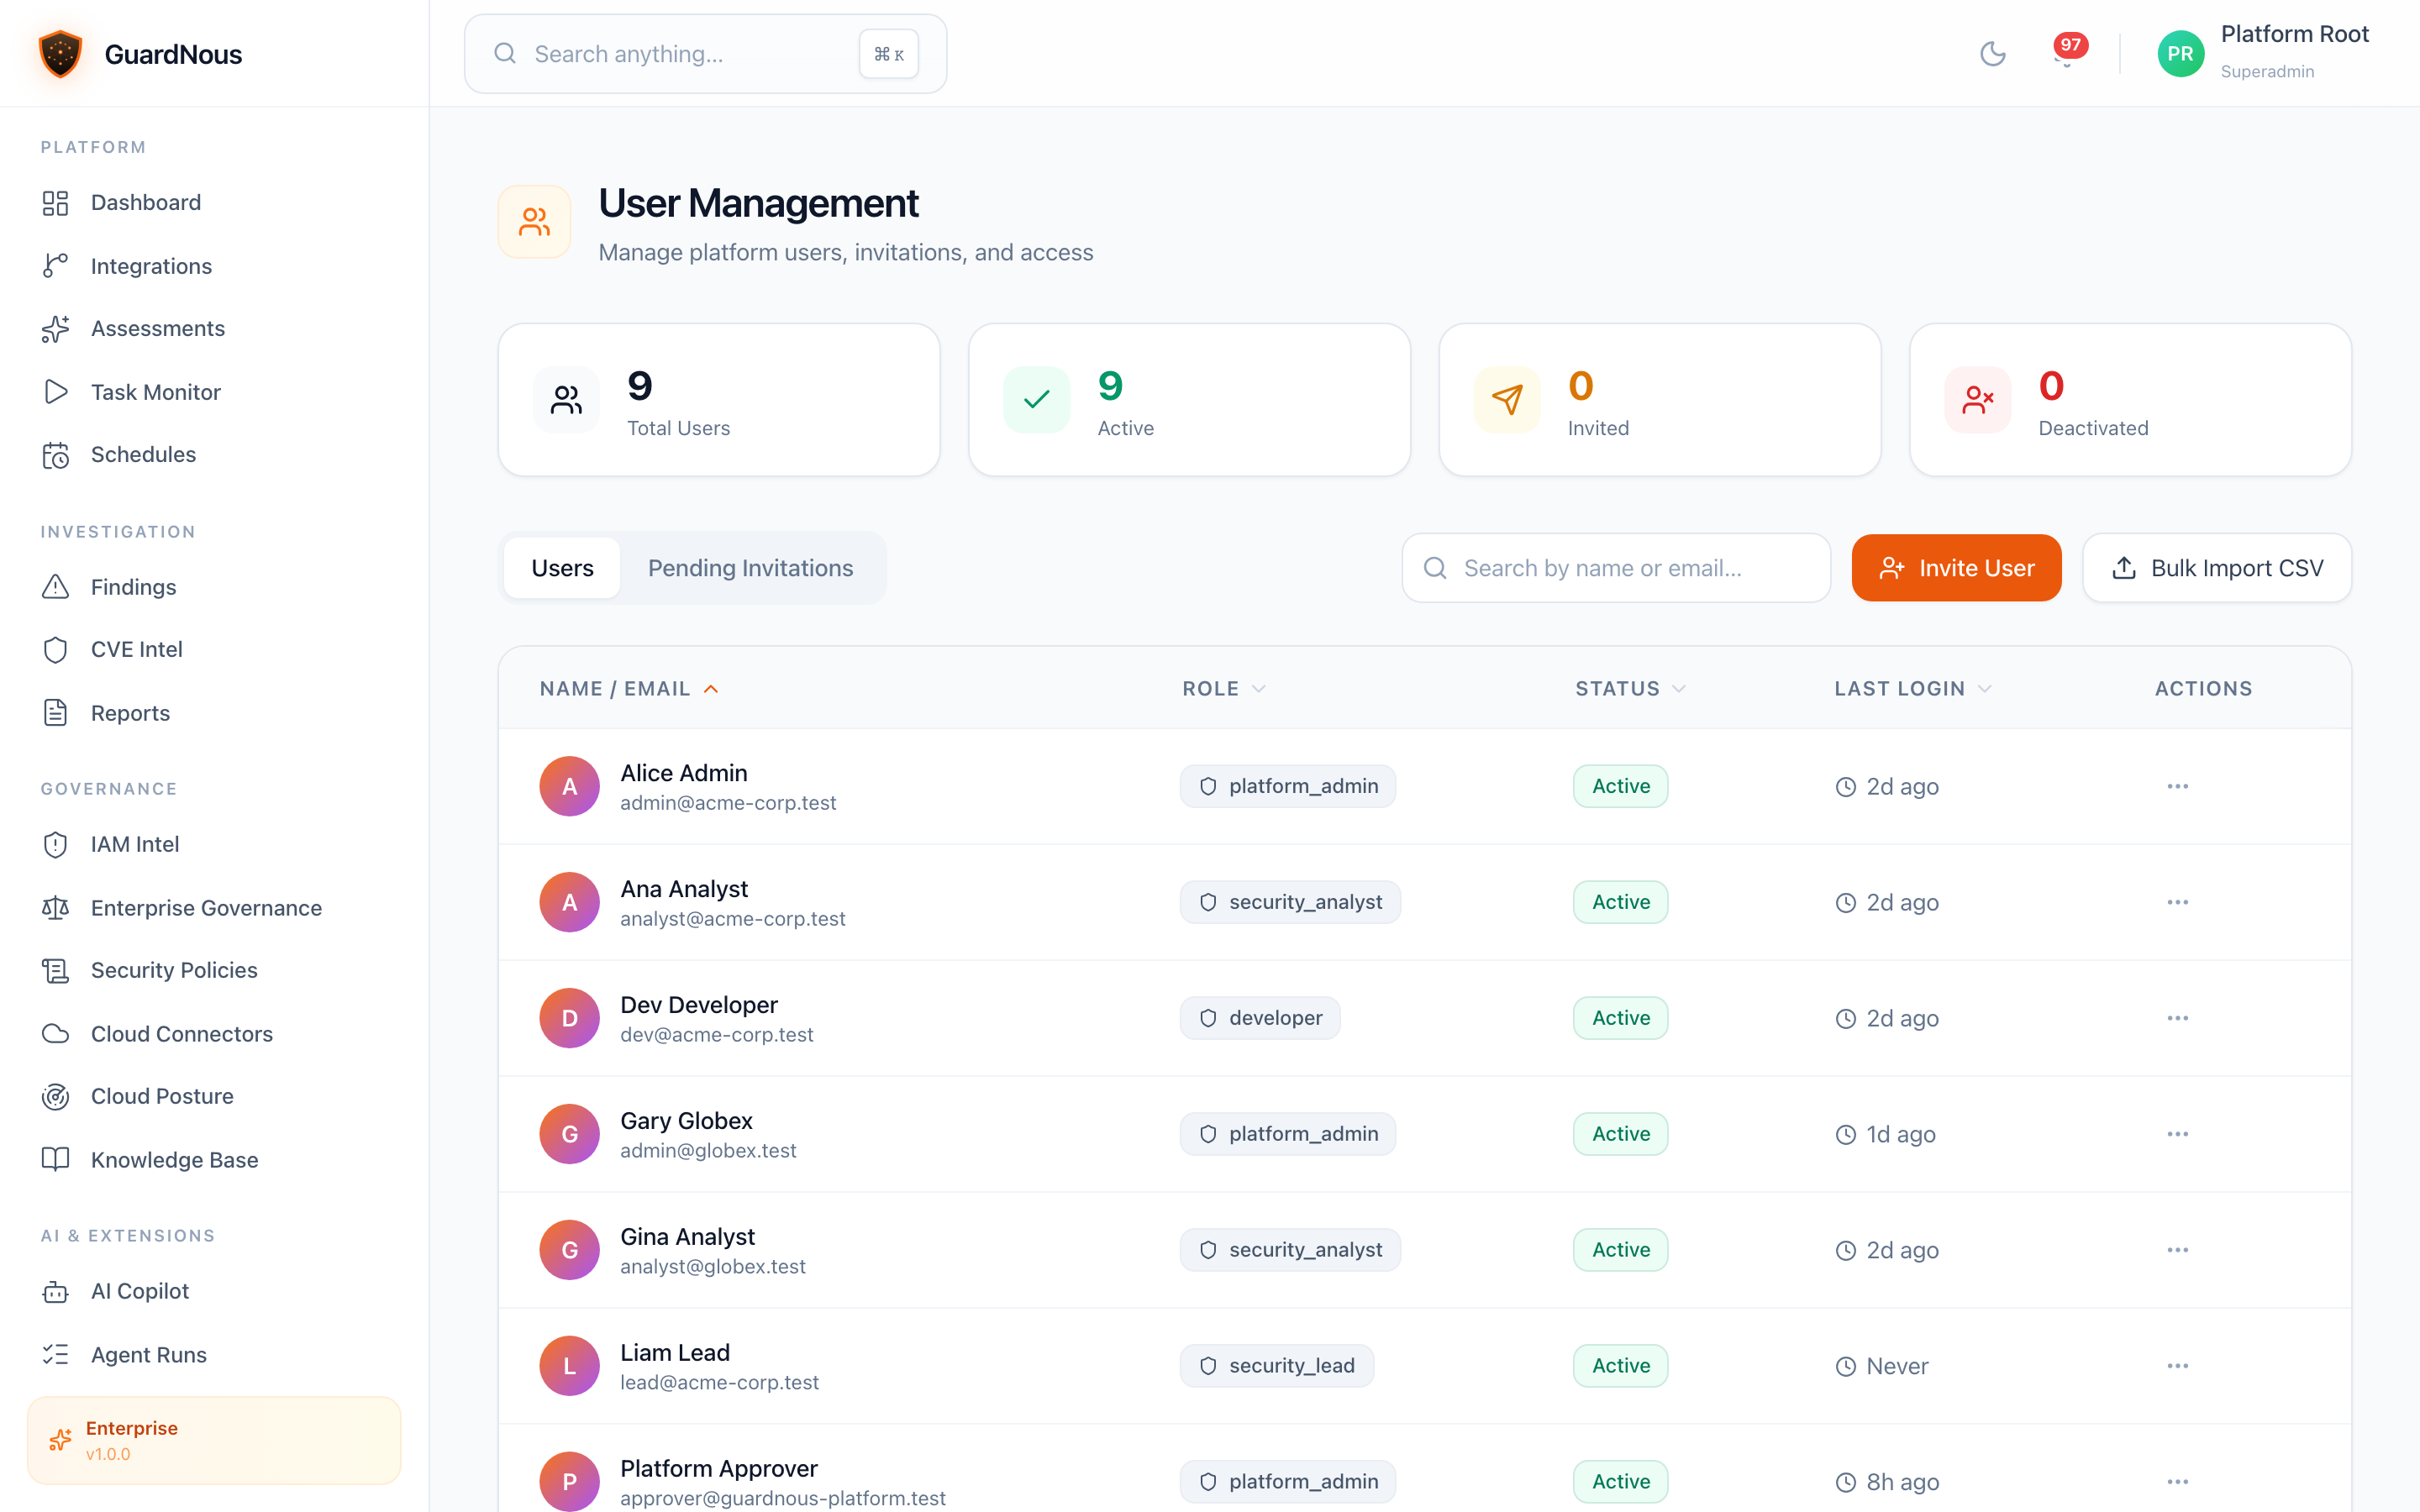 GuardNous
Search anything...
⌘ K
97
PR
Platform Root
Superadmin
PLATFORM
Dashboard
Integrations
Assessments
Task Monitor
Schedules
INVESTIGATION
Findings
CVE Intel
Reports
GOVERNANCE
IAM Intel
Enterprise Governance
Security Policies
Cloud Connectors
Cloud Posture
Knowledge Base
AI & EXTENSIONS
AI Copilot
Agent Runs
Enterprise
v1.0.0
User Management
Manage platform users, invitations, and access
9
Total Users
9
Active
0
Invited
0
Deactivated
Users
Pending Invitations
Search by name or email...
Invite User
Bulk Import CSV
NAME / EMAIL ROLE STATUS LAST LOGIN ACTIONS
A
Alice Admin
admin@acme-corp.test
platform_admin
Active
2d ago
A
Ana Analyst
analyst@acme-corp.test
security_analyst
Active
2d ago
D
Dev Developer
dev@acme-corp.test
developer
Active
2d ago
G
Gary Globex
admin@globex.test
platform_admin
Active
1d ago
G
Gina Analyst
analyst@globex.test
security_analyst
Active
2d ago
L
Liam Lead
lead@acme-corp.test
security_lead
Active
Never
P
Platform Approver
approver@guardnous-platform.test
platform_admin
Active
8h ago